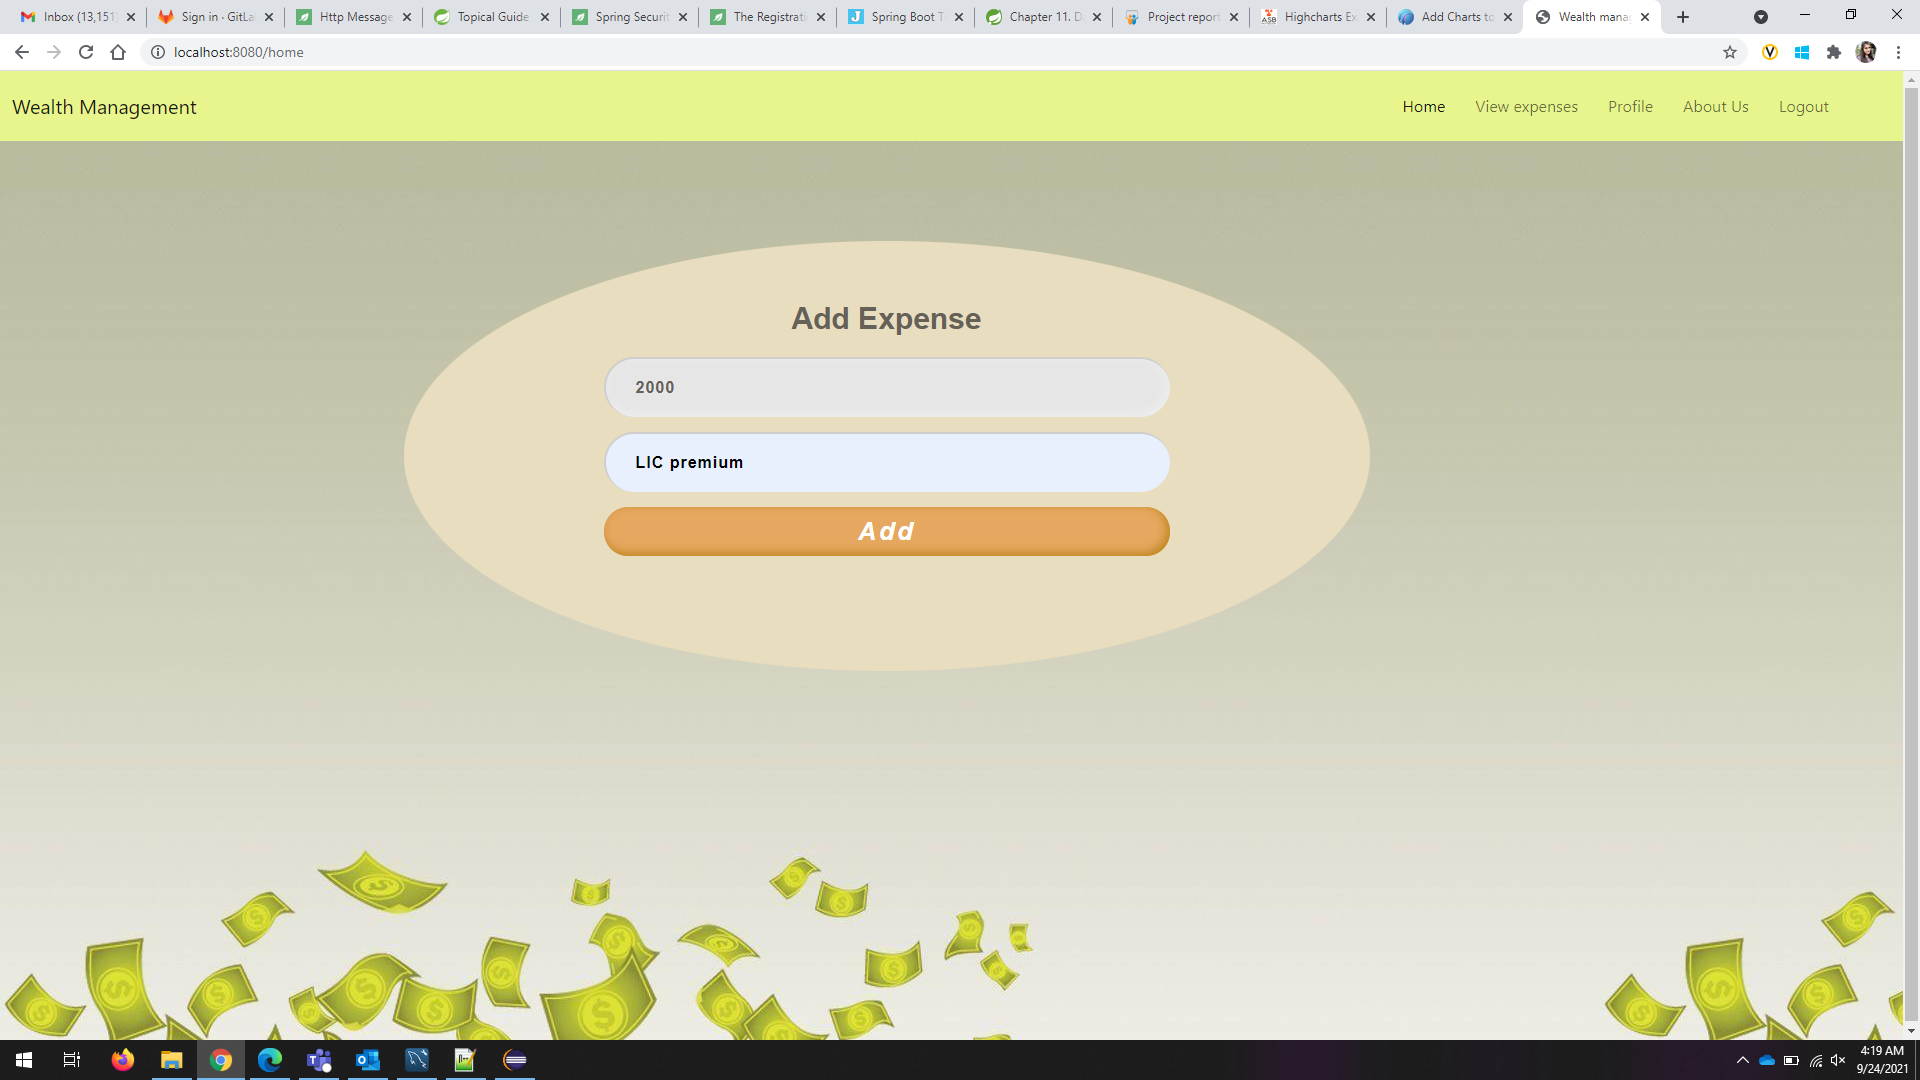 Inbox (13,151
Sign in · GitLa
Http Message
Topical Guide
Spring Securit
The Registrati
Spring Boot T
Chapter 11. D
Project report
Highcharts Ex
Add Charts to
Wealth mana
localhost:8080/home
Wealth Management
Home View expenses Profile About Us Logout
Add Expense
2000
LIC premium
Add
4:19 AM
9/24/2021